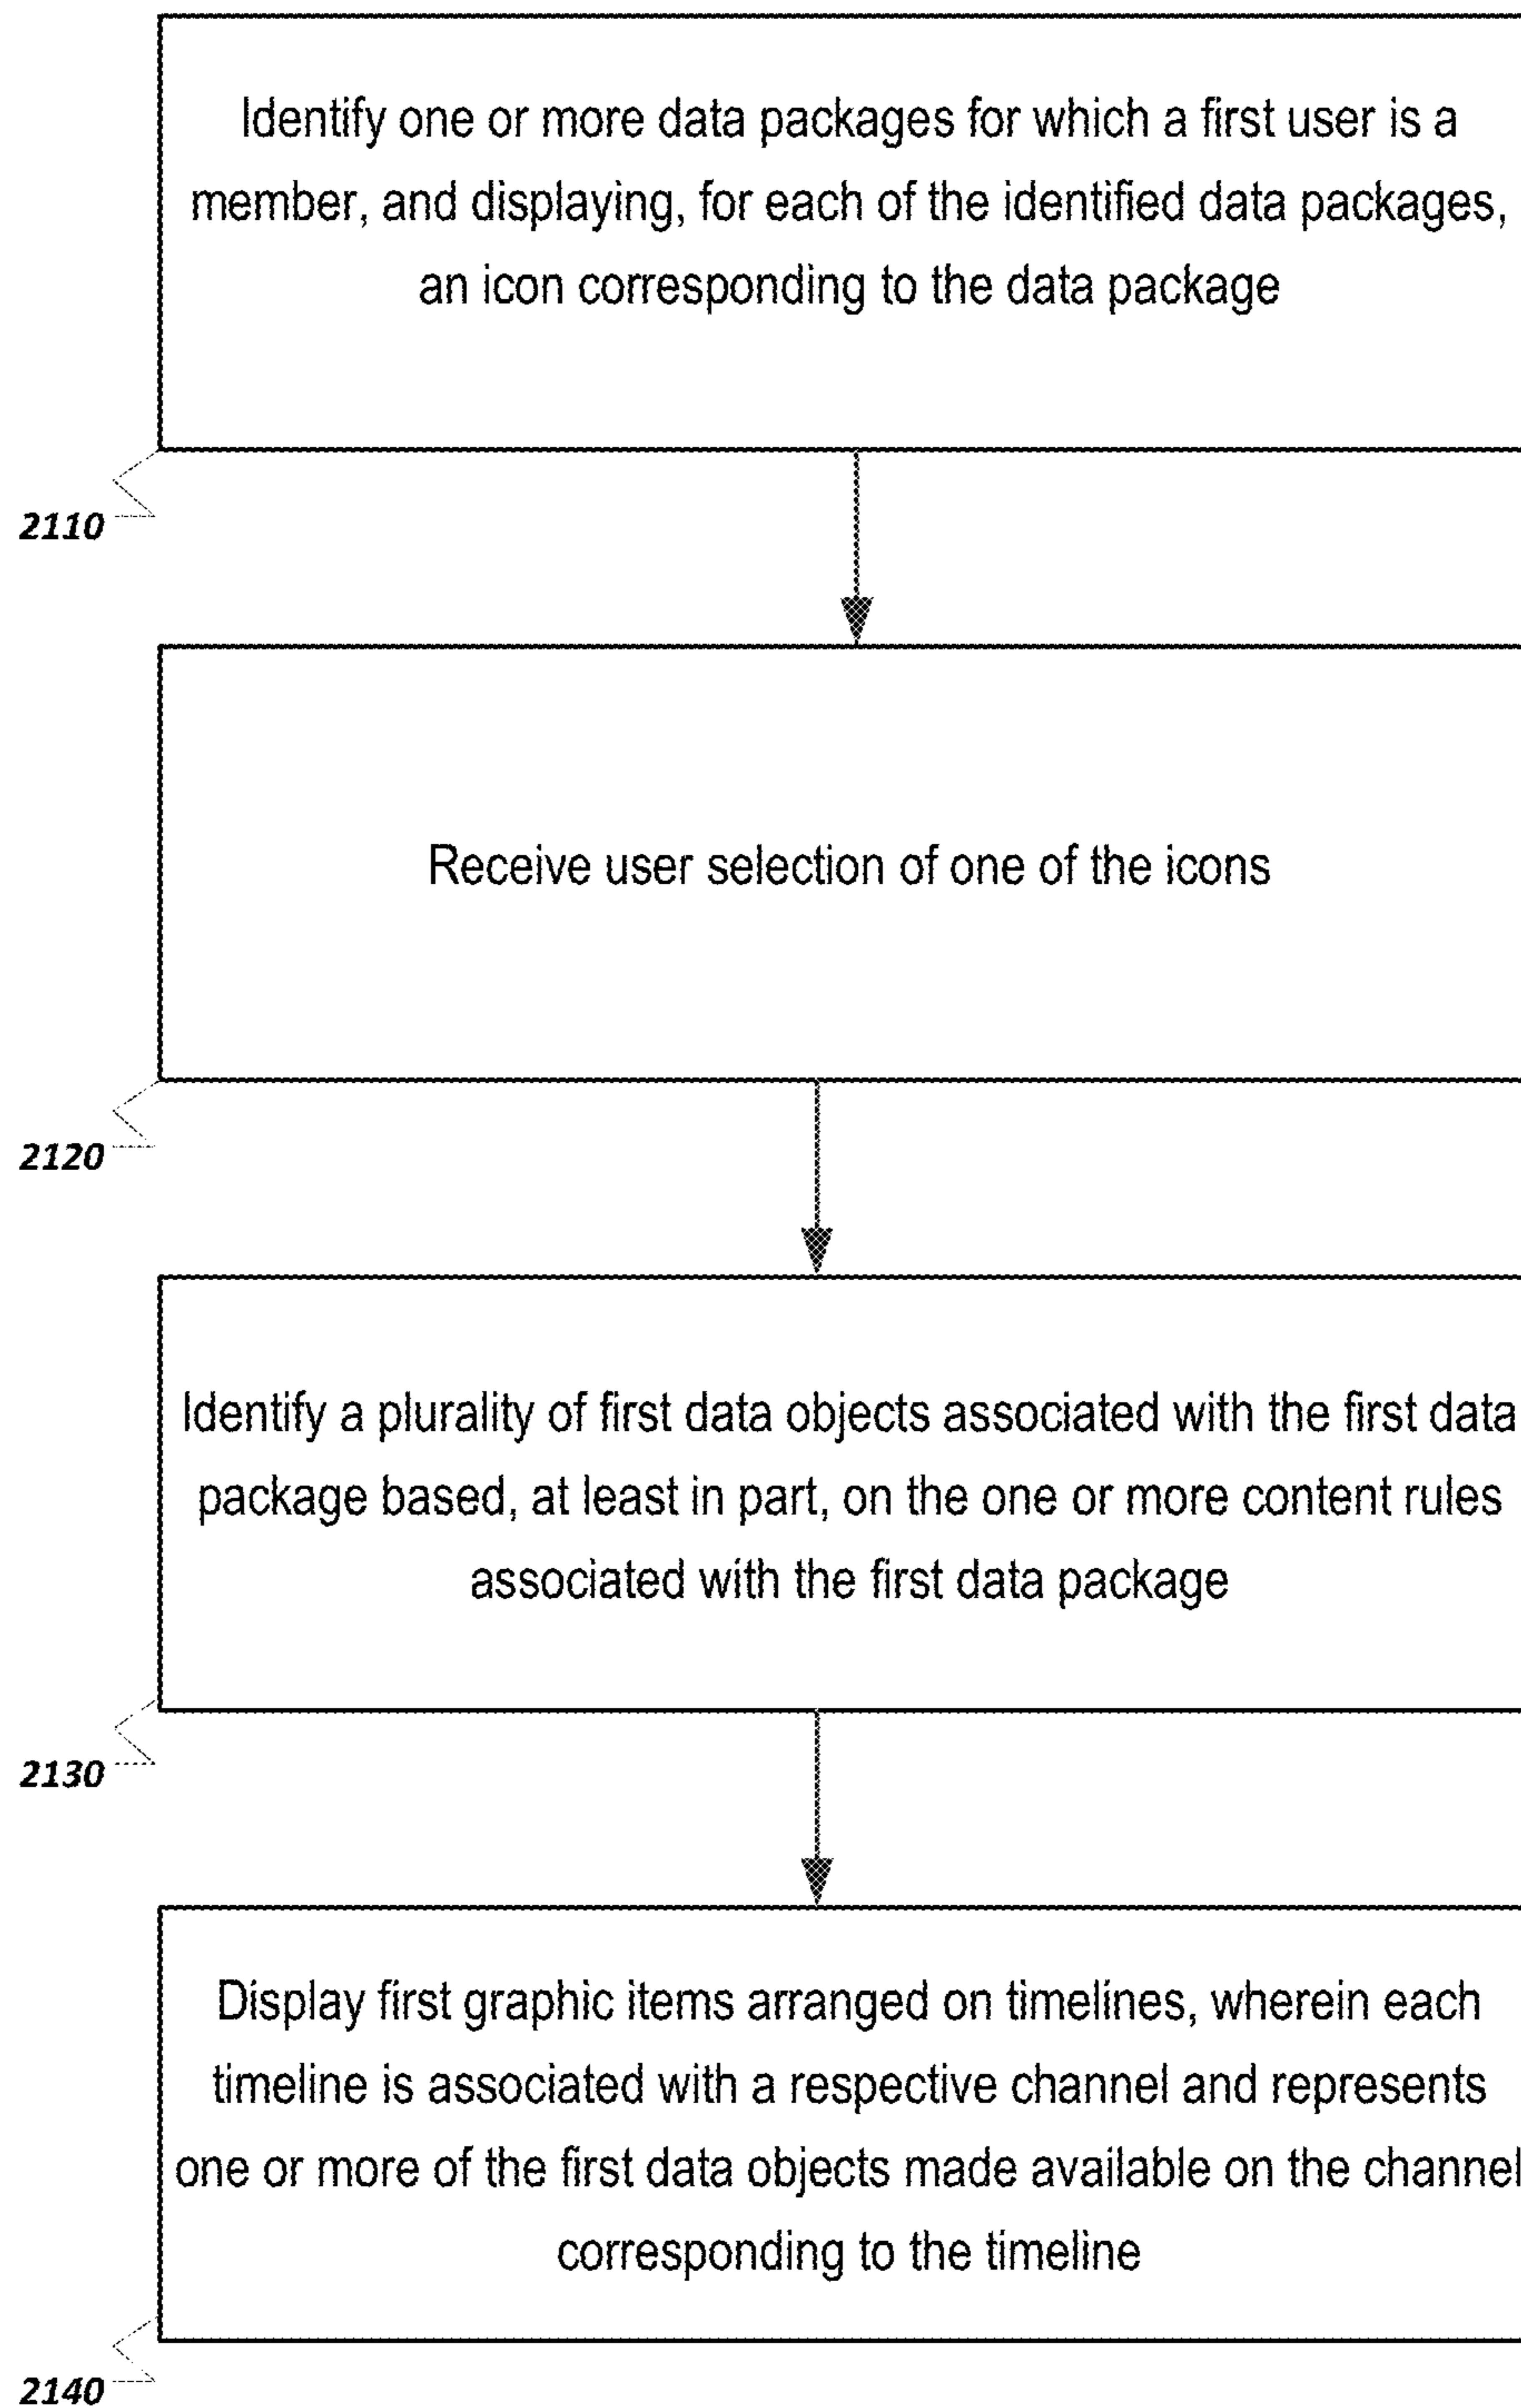 Identify one or more data packages for which a first user is a
member, and displaying, for each of the identified data packages,
an icon corresponding to the data package
2110
Receive user selection of one of the icons
2120
Identify a plurality of first data objects associated with the first data
package based, at least in part, on the one or more content rules
associated with the first data package
2130
Display first graphic items arranged on timelines, wherein each
timeline is associated with a respective channel and represents
one or more of the first data objects made available on the channel
corresponding to the timeline
2140